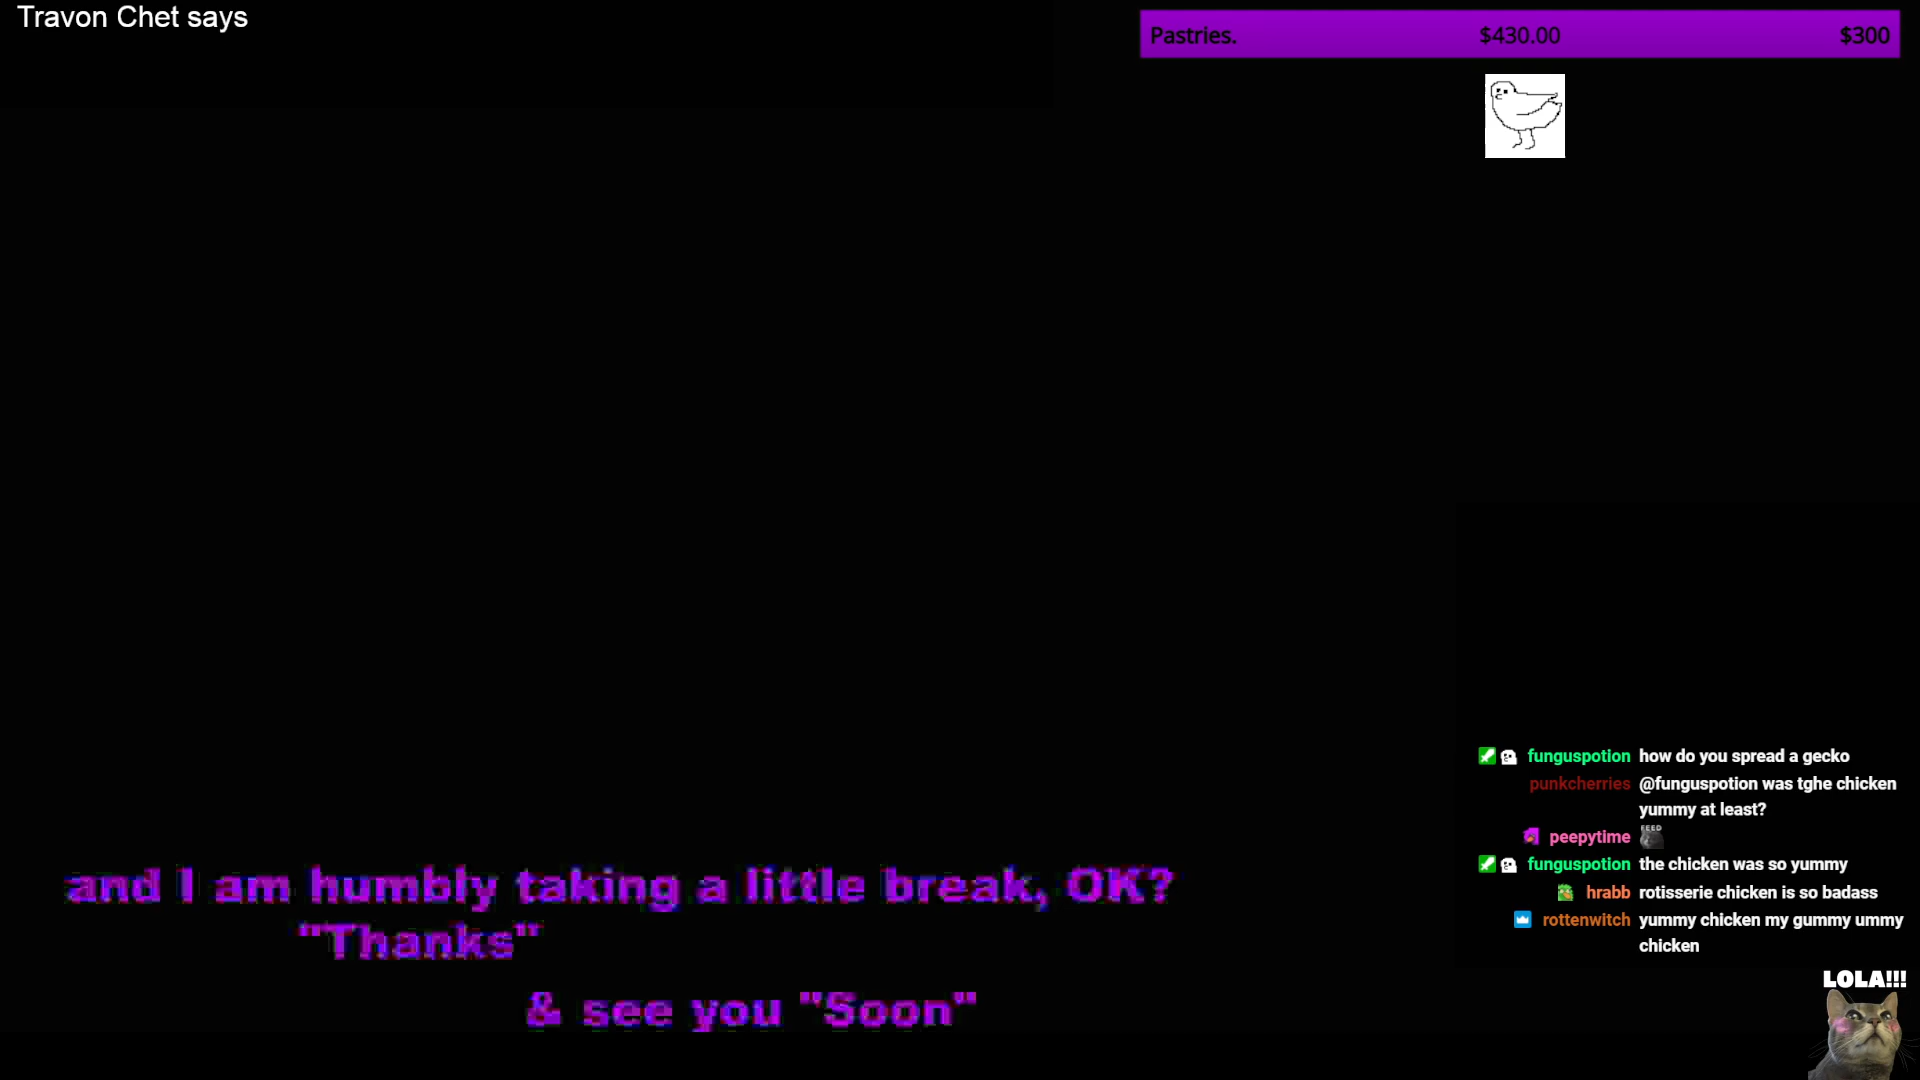 Travon Chet says
Pastries. $430.00 $300
funguspotion how do you spread a gecko
punkcherries @funguspotion was tghe chicken
yummy at least?
peepytime FEED
funguspotion the chicken was so yummy
hrabb rotisserie chicken is so badass
rottenwitch yummy chicken my gummy ummy
chicken
and I am humbly taking a little break, OK?
"Thanks"
& see you "Soon"
LOLA!!!